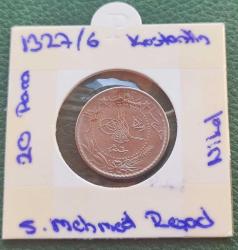 1327/6 Kostantin
20 Para
Nikel
S. Mehmed Reşad